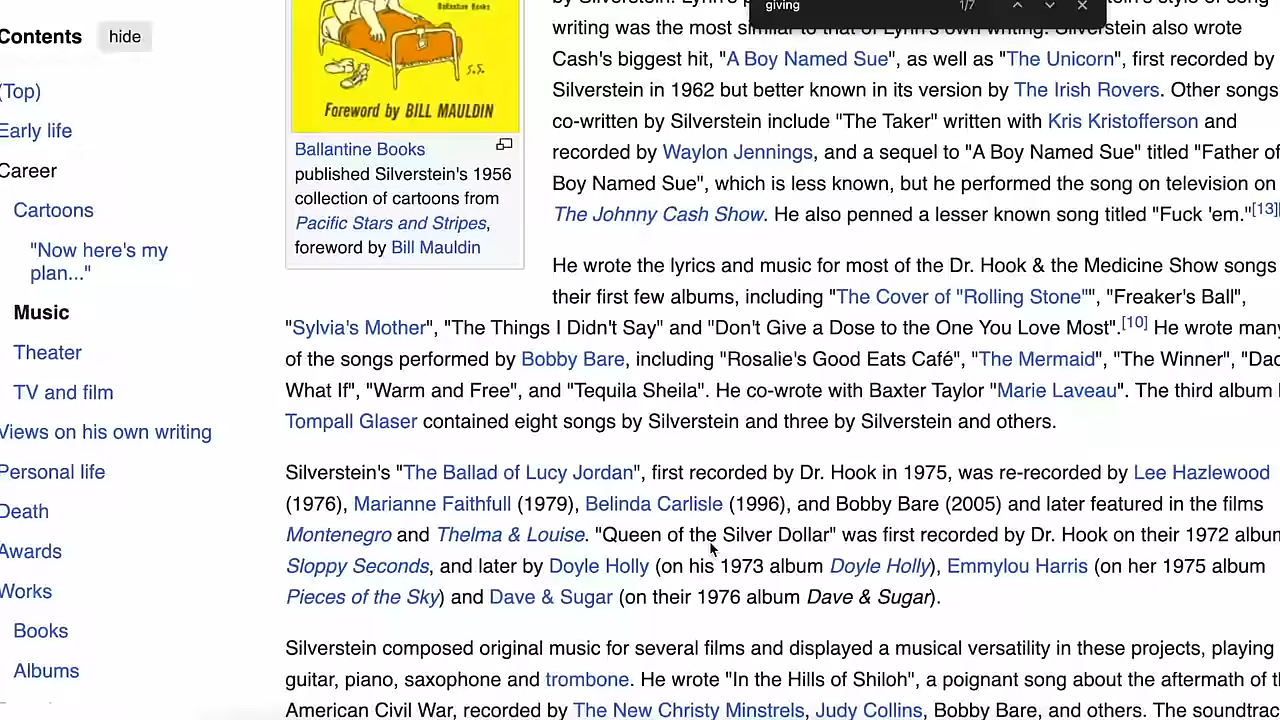 giving
1/7
Contents
hide
(Top)
Early life
Career
Cartoons
"Now here's my
plan..."
Music
Theater
TV and film
Views on his own writing
Personal life
Death
Awards
Works
Books
Albums
Ballantine Books
S.S.
Foreword by BILL MAULDIN
Ballantine Books
published Silverstein's 1956
collection of cartoons from
Pacific Stars and Stripes,
foreword by Bill Mauldin
by Silverstein. Lynn's
style of song-
writing was the most similar to that of Lynn's own writing. Silverstein also wrote
Cash's biggest hit, "A Boy Named Sue", as well as "The Unicorn", first recorded by
Silverstein in 1962 but better known in its version by The Irish Rovers. Other songs
co-written by Silverstein include "The Taker" written with Kris Kristofferson and
recorded by Waylon Jennings, and a sequel to "A Boy Named Sue" titled "Father of
Boy Named Sue", which is less known, but he performed the song on television on
The Johnny Cash Show. He also penned a lesser known song titled "Fuck 'em."[13]
He wrote the lyrics and music for most of the Dr. Hook & the Medicine Show songs
their first few albums, including "The Cover of "Rolling Stone"", "Freaker's Ball",
"Sylvia's Mother", "The Things I Didn't Say" and "Don't Give a Dose to the One You Love Most".[10] He wrote many
of the songs performed by Bobby Bare, including "Rosalie's Good Eats Café", "The Mermaid", "The Winner", "Dad
What If", "Warm and Free", and "Tequila Sheila". He co-wrote with Baxter Taylor "Marie Laveau". The third album
Tompall Glaser contained eight songs by Silverstein and three by Silverstein and others.
Silverstein's "The Ballad of Lucy Jordan", first recorded by Dr. Hook in 1975, was re-recorded by Lee Hazlewood
(1976), Marianne Faithfull (1979), Belinda Carlisle (1996), and Bobby Bare (2005) and later featured in the films
Montenegro and Thelma & Louise. "Queen of the Silver Dollar" was first recorded by Dr. Hook on their 1972 album
Sloppy Seconds, and later by Doyle Holly (on his 1973 album Doyle Holly), Emmylou Harris (on her 1975 album
Pieces of the Sky) and Dave & Sugar (on their 1976 album Dave & Sugar).
Silverstein composed original music for several films and displayed a musical versatility in these projects, playing
guitar, piano, saxophone and trombone. He wrote "In the Hills of Shiloh", a poignant song about the aftermath of th
American Civil War, recorded by The New Christy Minstrels, Judy Collins, Bobby Bare, and others. The soundtrac